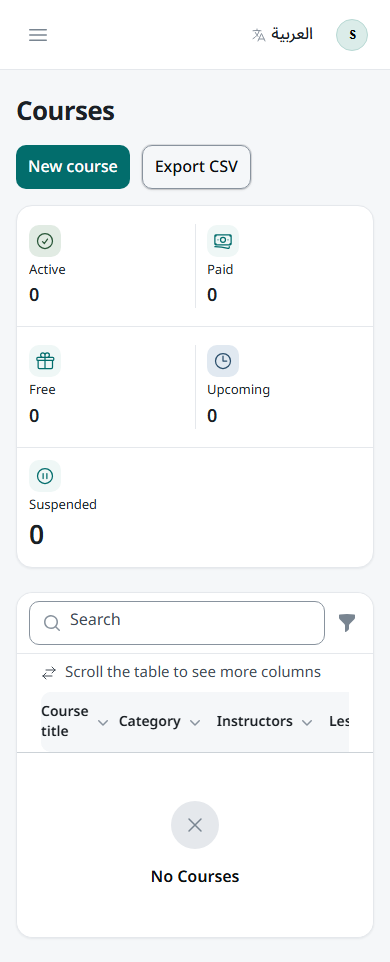 العربية
S
Courses
New course
Export CSV
Active
0
Paid
0
Free
0
Upcoming
0
Suspended
0
Search
Scroll the table to see more columns
Course title
Category
Instructors
Les
No Courses